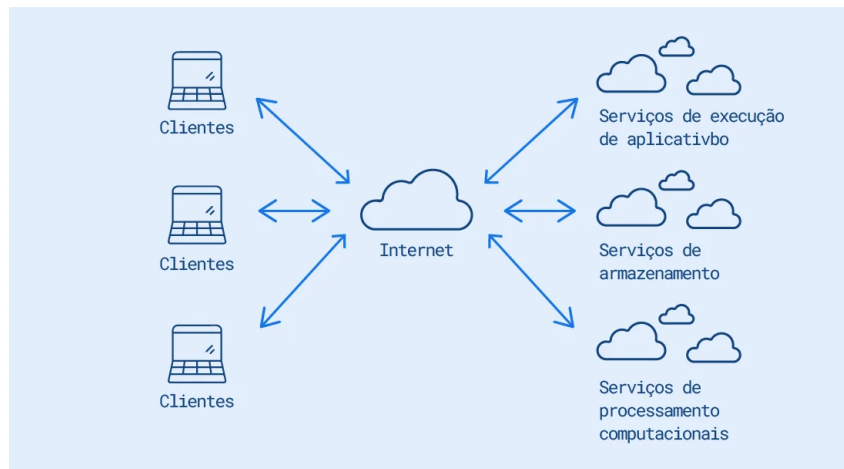 Clientes
Serviços de execução
de aplicativbo
Clientes
Internet
Serviços de
armazenamento
Clientes
Serviços de
processamento
computacionais